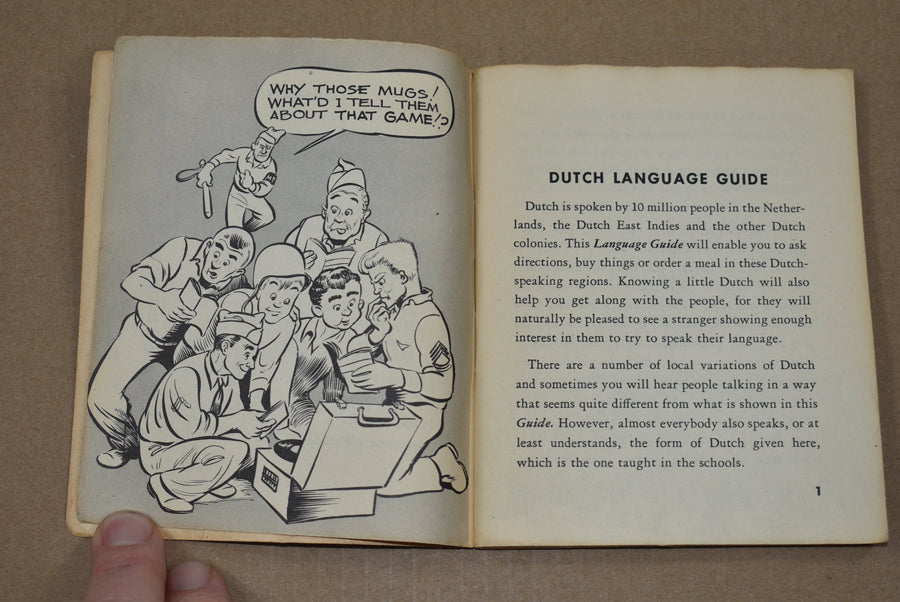 WHY THOSE MUGS!
WHAT'D I TELL THEM
ABOUT THAT GAME!?
DUTCH LANGUAGE GUIDE
Dutch is spoken by 10 million people in the Nether-
lands, the Dutch East Indies and the other Dutch
colonies. This Language Guide will enable you to ask
directions, buy things or order a meal in these Dutch-
speaking regions. Knowing a little Dutch will also
help you get along with the people, for they will
naturally be pleased to see a stranger showing enough
interest in them to try to speak their language.
There are a number of local variations of Dutch
and sometimes you will hear people talking in a way
that seems quite different from what is shown in this
Guide. However, almost everybody also speaks, or at
least understands, the form of Dutch given here,
which is the one taught in the schools.
1